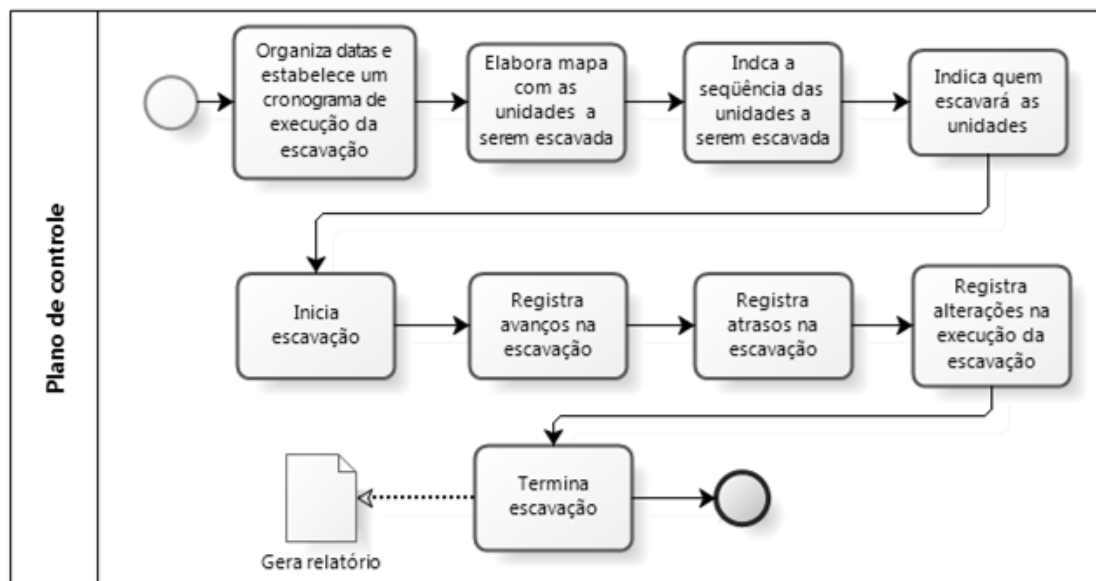 Plano de controle
Organiza datas e
estabelece um
cronograma de
execução da
escavação
Elabora mapa
com as
unidades a
serem escavada
Indca a
seqüência das
unidades a
serem escavada
Indica quem
escavará as
unidades
Inicia
escavação
Registra
avanços na
escavação
Registra
atrasos na
escavação
Registra
alterações na
execução da
escavação
Termina
escavação
Gera relatório